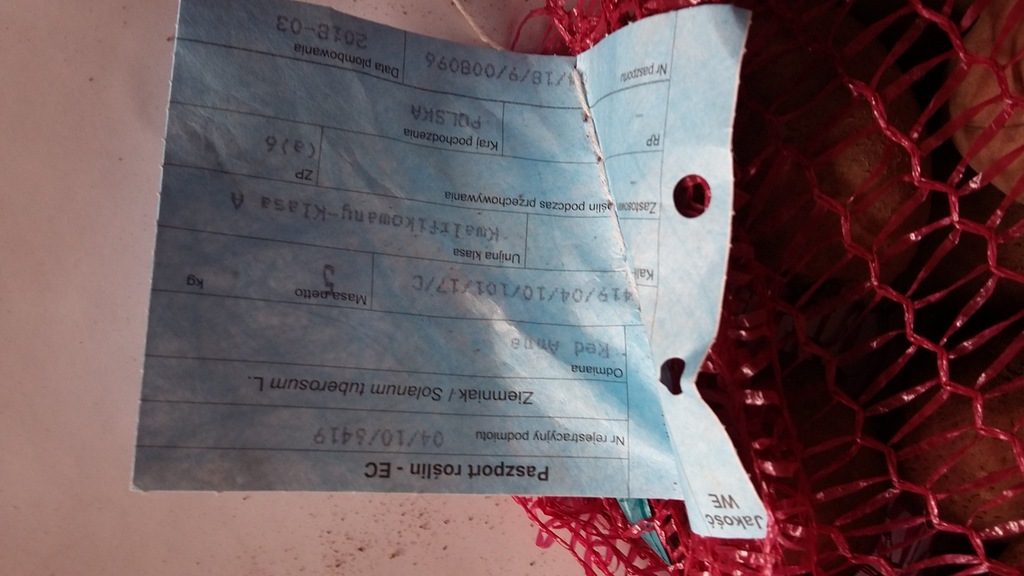 Jakość
WE
Paszport roślin - EC
Nr rejestracyjny podmiotu 04/10/5419
Ziemniak / Solanum tuberosum L.
Odmiana
Red Anna
419/04/10/101/17/C Masa netto 5 kg
Unijna klasa
Kwalifikowany-Klasa A
roślin podczas przechowywania
ZP (a)6
Kraj pochodzenia
POLSKA
RP -
Nr paszportu /18/9/008096
Data plombowania
2018-03